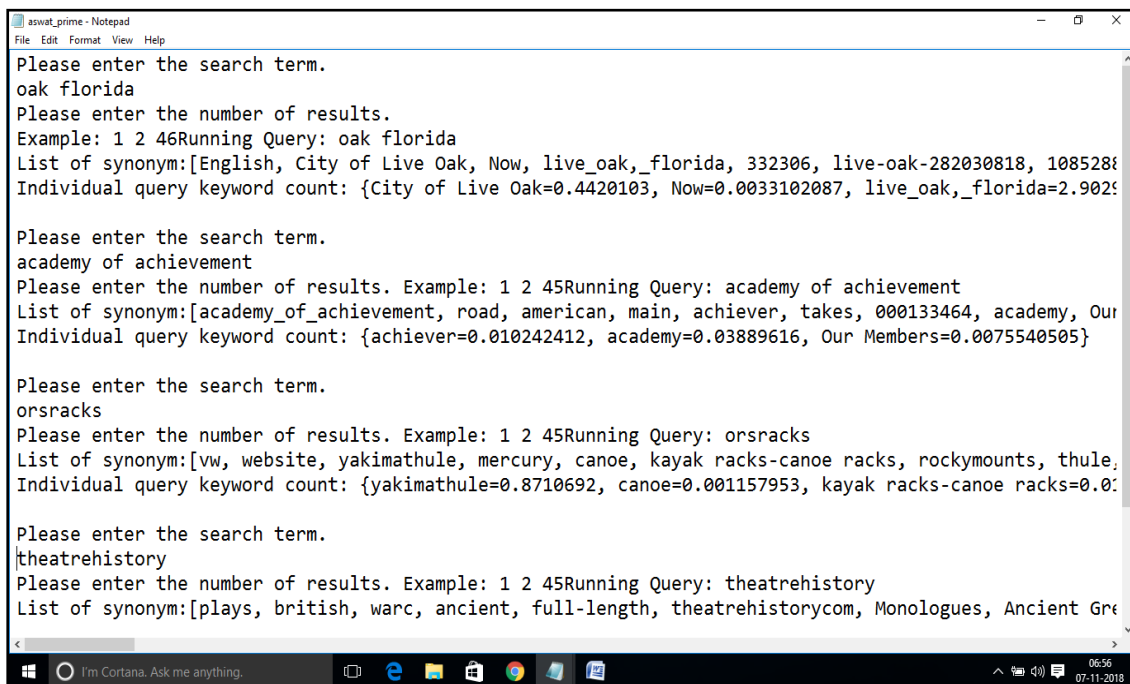 aswat_prime - Notepad
File Edit Format View Help
Please enter the search term.
oak florida
Please enter the number of results.
Example: 1 2 46Running Query: oak florida
List of synonym:[English, City of Live Oak, Now, live_oak,_florida, 332306, live-oak-282030818, 1085288
Individual query keyword count: {City of Live Oak=0.4420103, Now=0.0033102087, live_oak,_florida=2.9029
Please enter the search term.
academy of achievement
Please enter the number of results. Example: 1 2 45Running Query: academy of achievement
List of synonym:[academy_of_achievement, road, american, main, achiever, takes, 000133464, academy, Our
Individual query keyword count: {achiever=0.010242412, academy=0.03889616, Our Members=0.0075540505}
Please enter the search term.
orsracks
Please enter the number of results. Example: 1 2 45Running Query: orsracks
List of synonym:[vw, website, yakimathule, mercury, canoe, kayak racks-canoe racks, rockymounts, thule,
Individual query keyword count: {yakimathule=0.8710692, canoe=0.001157953, kayak racks-canoe racks=0.01
Please enter the search term.
theatrehistory
Please enter the number of results. Example: 1 2 45Running Query: theatrehistory
List of synonym:[plays, british, warc, ancient, full-length, theatrehistorycom, Monologues, Ancient Gre
I'm Cortana. Ask me anything.
06:56
07-11-2018